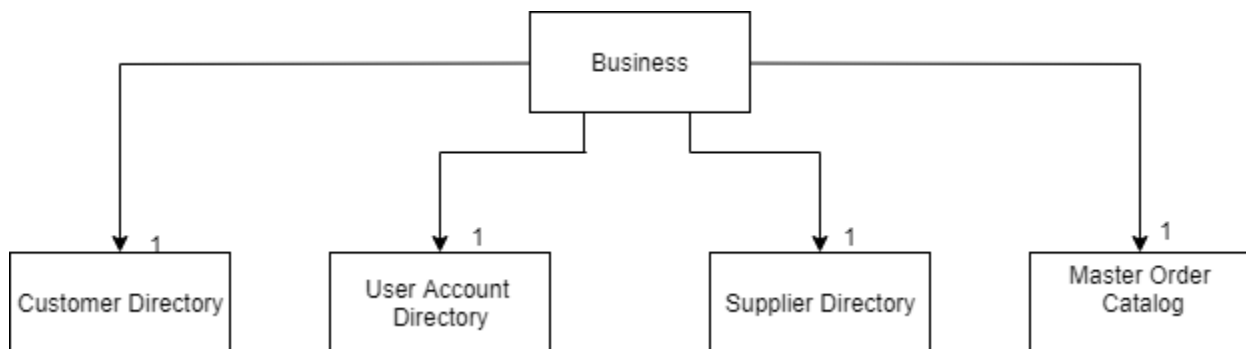 Business
1
1
1
1
Customer Directory
User Account
Directory
Supplier Directory
Master Order
Catalog